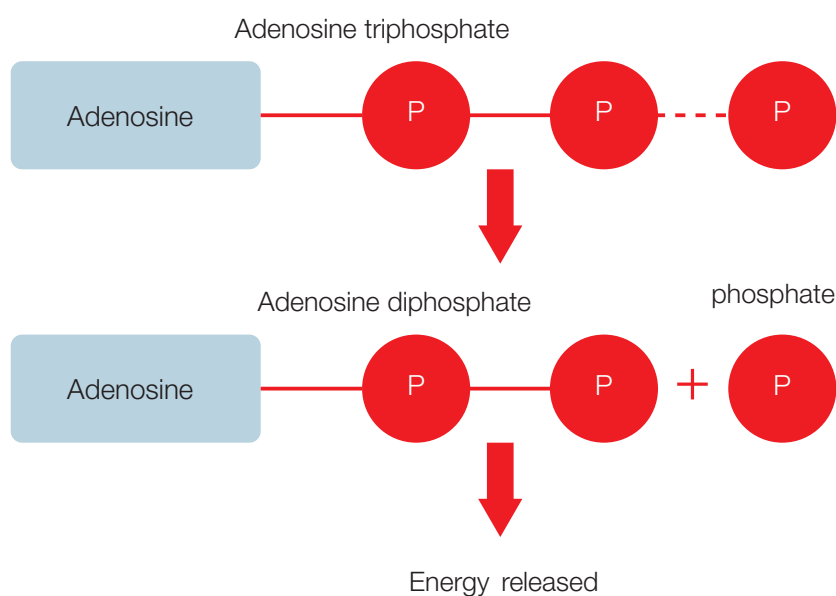 Adenosine triphosphate
Adenosine P P P
Adenosine diphosphate
phosphate
Adenosine P P + P
Energy released